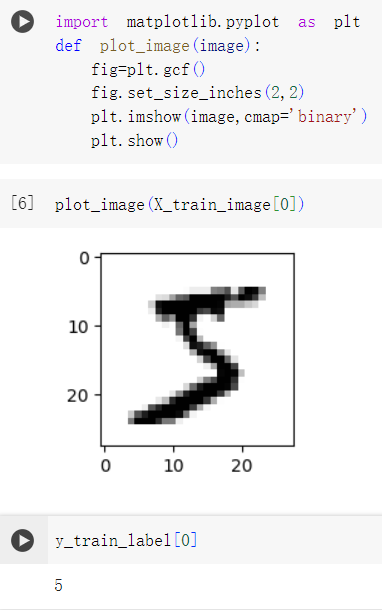 import matplotlib.pyplot as plt
def plot_image(image):
fig=plt.gcf()
fig.set_size_inches(2,2)
plt.imshow(image,cmap='binary')
plt.show()
[6] plot_image(X_train_image[0])
0
10
20
0 10 20
y_train_label[0]
5